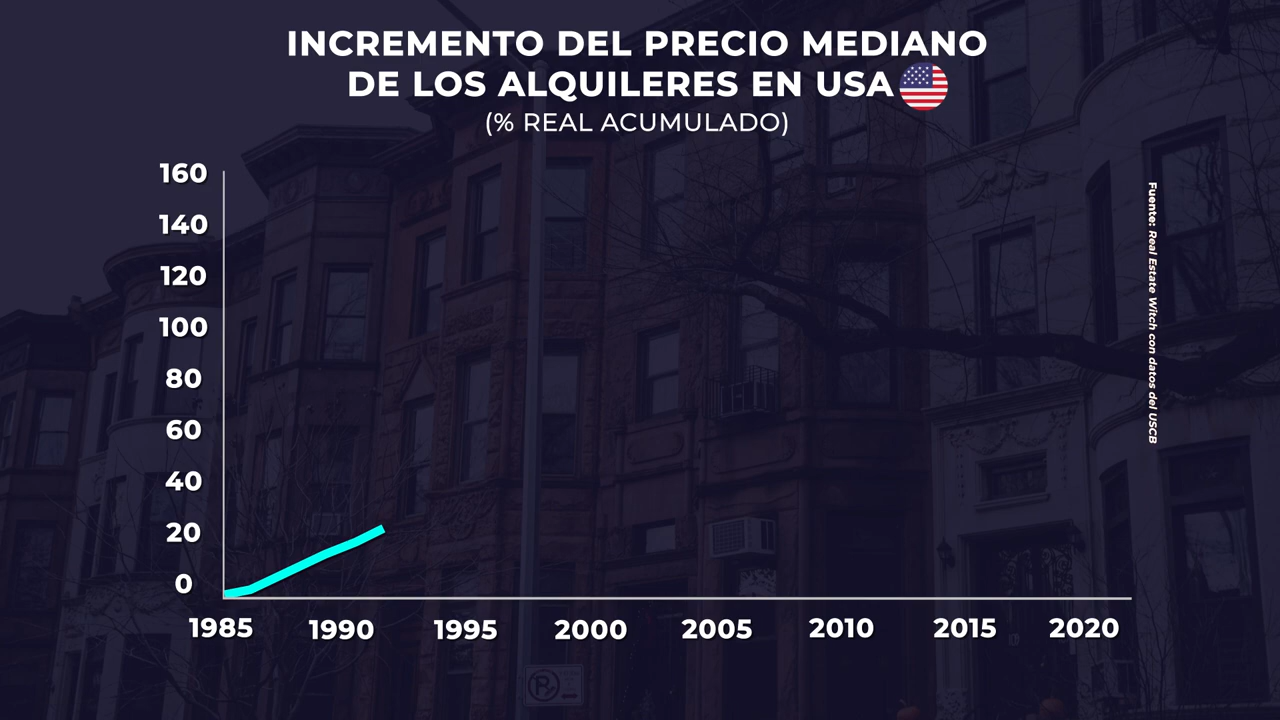 INCREMENTO DEL PRECIO MEDIANO
DE LOS ALQUILERES EN USA
(% REAL ACUMULADO)
160
140
120
100
80
60
40
20
0
1985 1990 1995 2000 2005 2010 2015 2020
Fuente: Real Estate Witch con datos del USCB